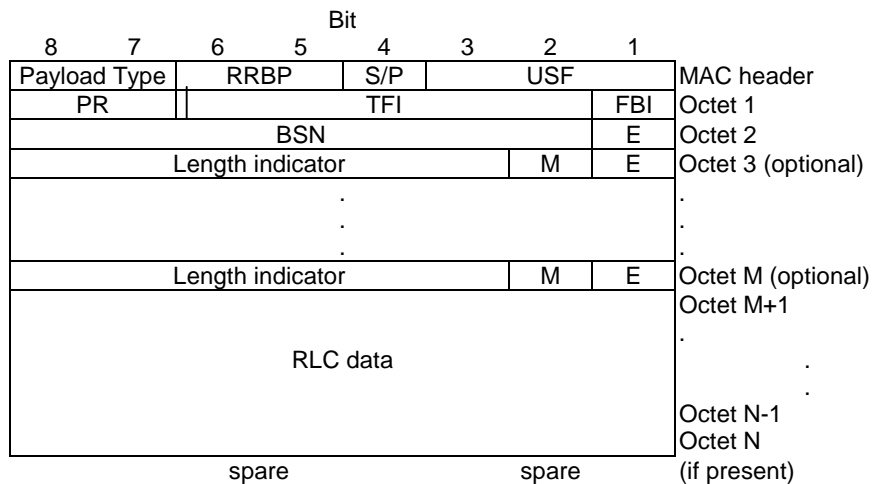 Bit
8 7 6 5 4 3 2 1
Payload Type RRBP S/P USF MAC header
PR TFI FBI Octet 1
BSN E Octet 2
Length indicator M E Octet 3 (optional)
. .
. .
. .
Length indicator M E Octet M (optional)
Octet M+1
.
RLC data .
.
Octet N-1
Octet N
spare spare (if present)